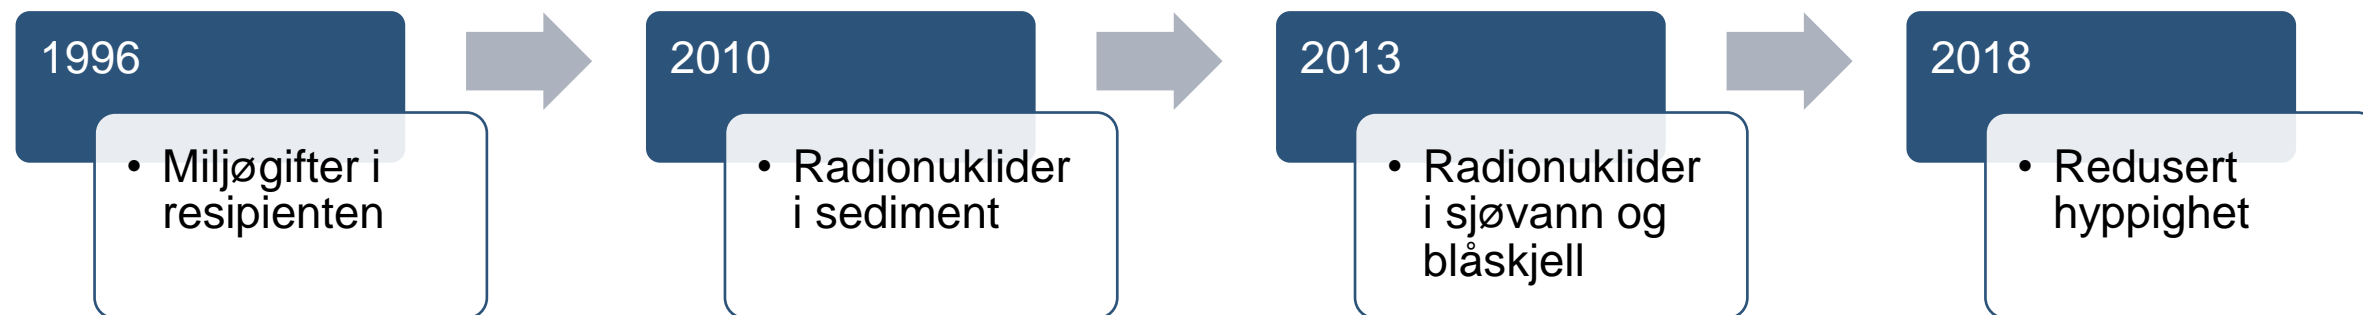 1996
• Miljøgifter i
resipienten
2010
• Radionuklider
i sediment
2013
• Radionuklider
i sjøvann og
blåskjell
2018
• Redusert
hyppighet